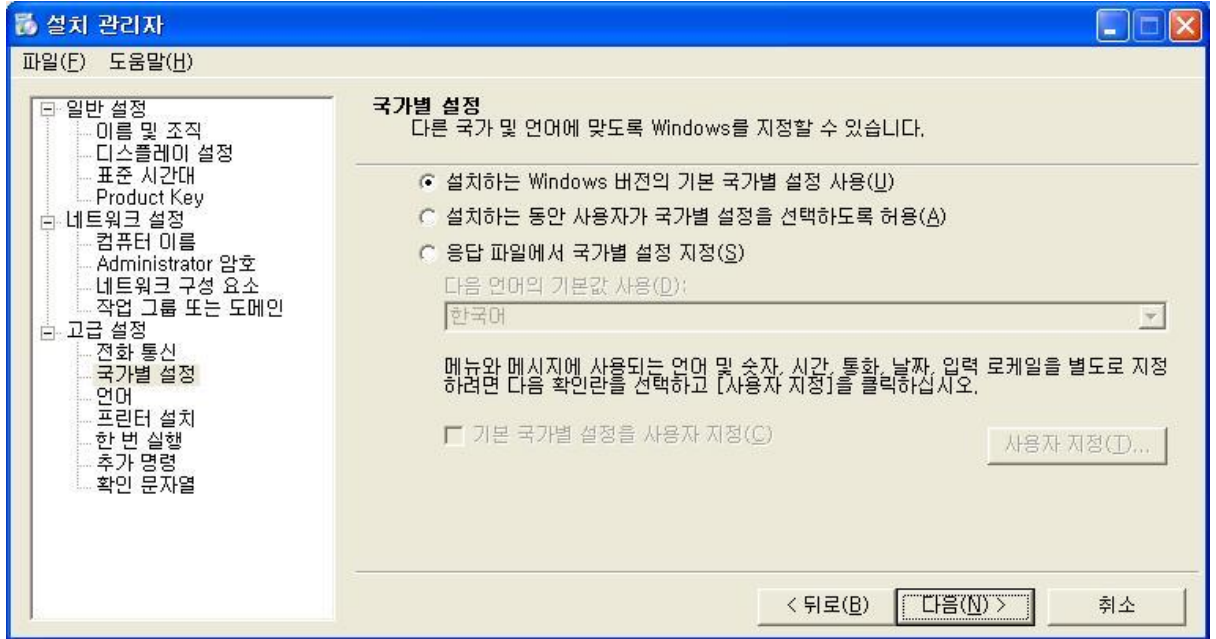 설치 관리자
파일(F) 도움말(H)
일반 설정
이름 및 조직
디스플레이 설정
표준 시간대
Product Key
네트워크 설정
컴퓨터 이름
Administrator 암호
네트워크 구성 요소
작업 그룹 또는 도메인
고급 설정
전화 통신
국가별 설정
언어
프린터 설치
한 번 실행
추가 명령
확인 문자열
국가별 설정
다른 국가 및 언어에 맞도록 Windows를 지정할 수 있습니다.
설치하는 Windows 버전의 기본 국가별 설정 사용(U)
설치하는 동안 사용자가 국가별 설정을 선택하도록 허용(A)
응답 파일에서 국가별 설정 지정(S)
다음 언어의 기본값 사용(D):
한국어
메뉴와 메시지에 사용되는 언어 및 숫자, 시간, 통화, 날짜, 입력 로케일을 별도로 지정
하려면 다음 확인란을 선택하고 [사용자 지정]을 클릭하십시오.
기본 국가별 설정을 사용자 지정(C)
사용자 지정(T)...
< 뒤로(B) 다음(N) > 취소